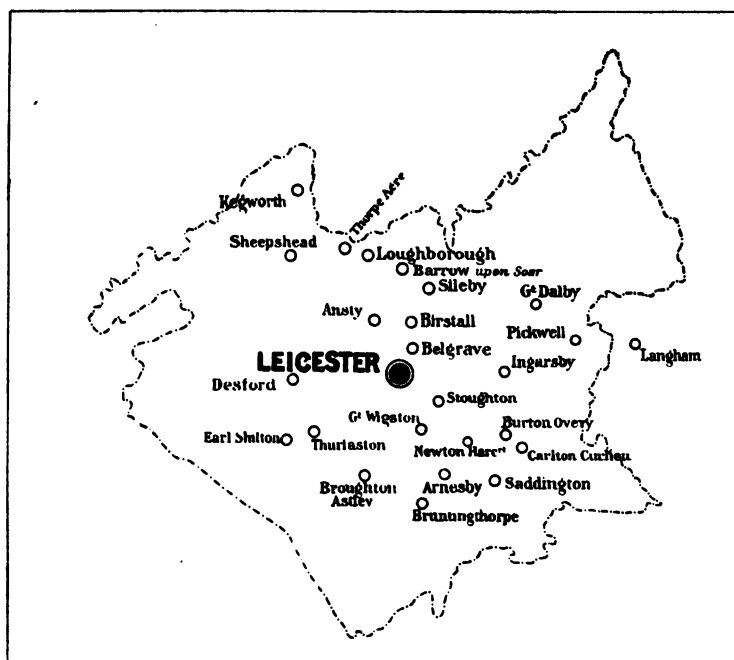 Kegworth
Thorpe Acre
Sheepshead
Loughborough
Barrow upon Soar
Sileby
Gt Dalby
Ansty
Birstall
Pickwell
Langham
Belgrave
LEICESTER
Ingarsby
Desford
Stoughton
Gt Wigston
Burton Overy
Earl Shilton
Thurlaston
Newton Harct
Carlton Curlieu
Broughton
Astley
Arnesby
Saddington
Bruntingthorpe